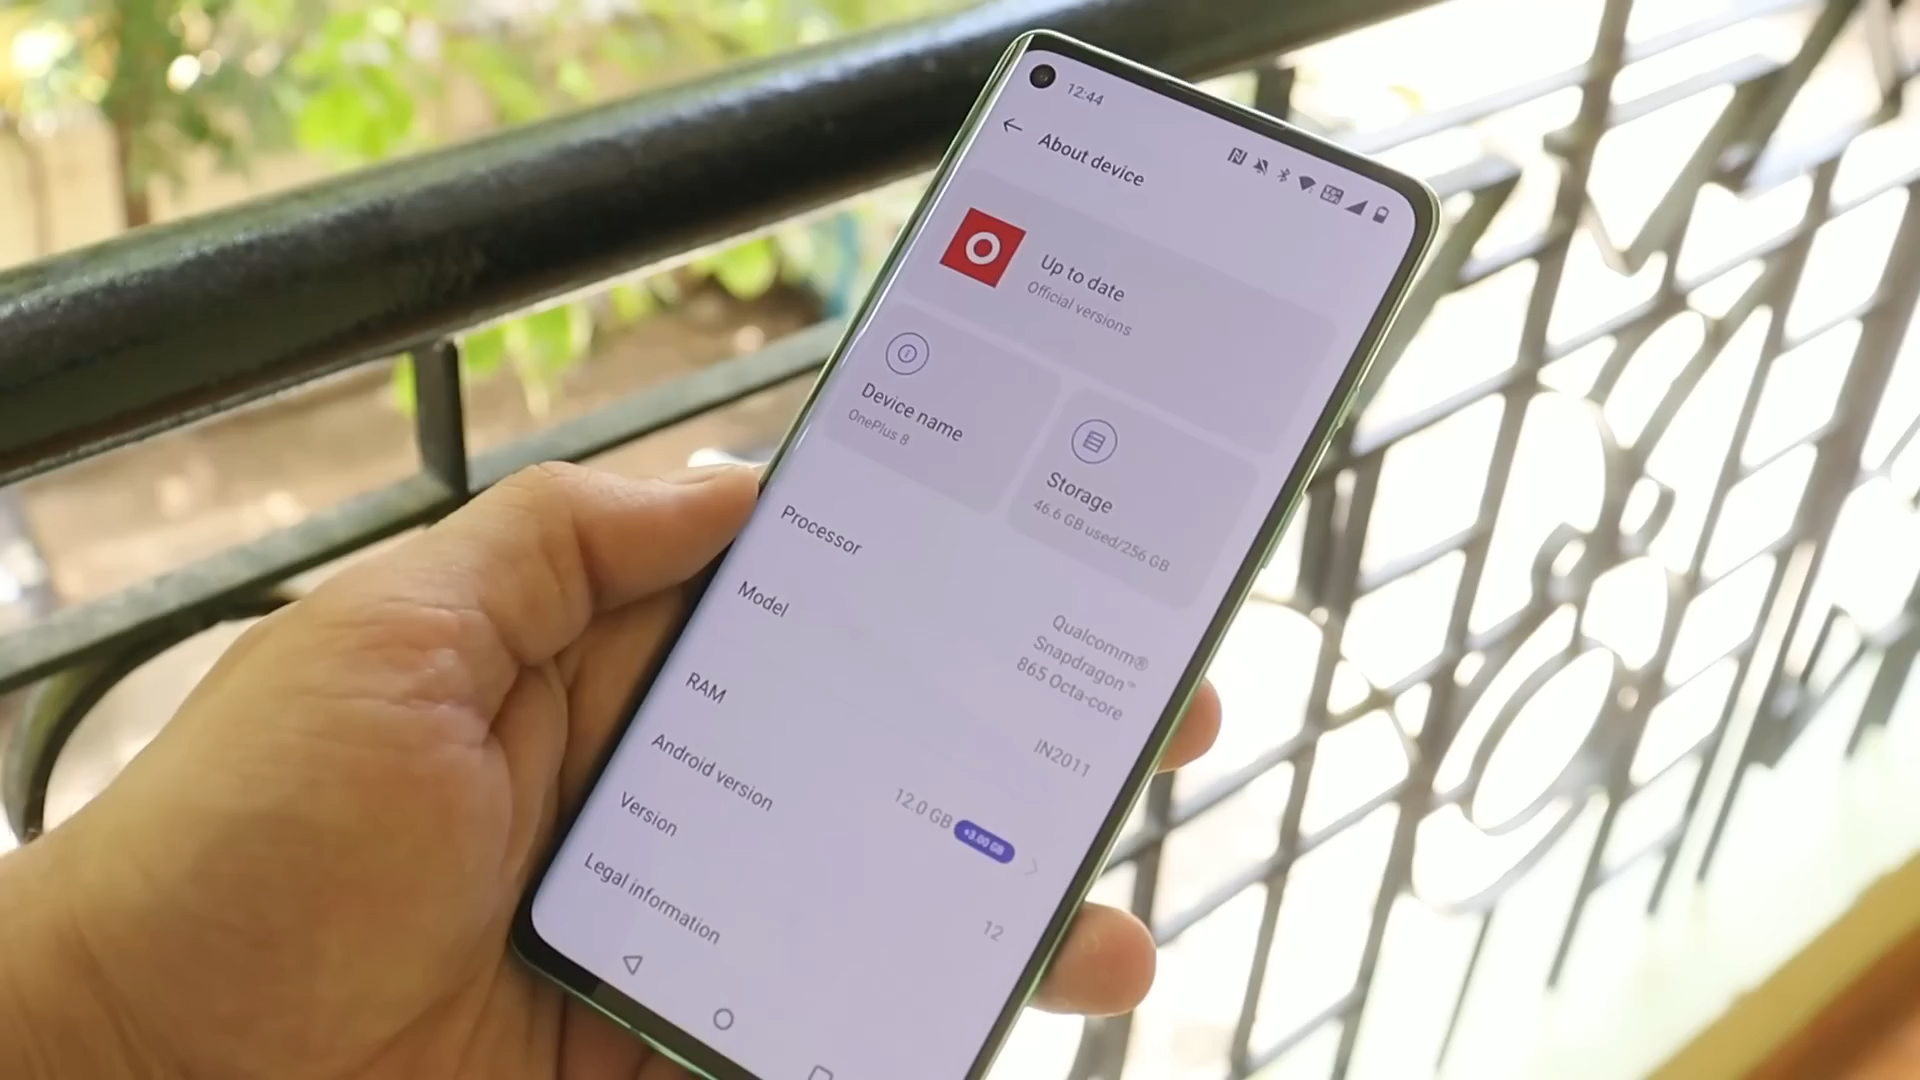 12:44
About device
Up to date
Official versions
Device name
OnePlus 8
Storage
46.6 GB used/256 GB
Processor
Qualcomm®
Snapdragon™
865 Octa-core
Model
IN2011
RAM
12.0 GB +3.00 GB
Android version
12
Version
Legal information